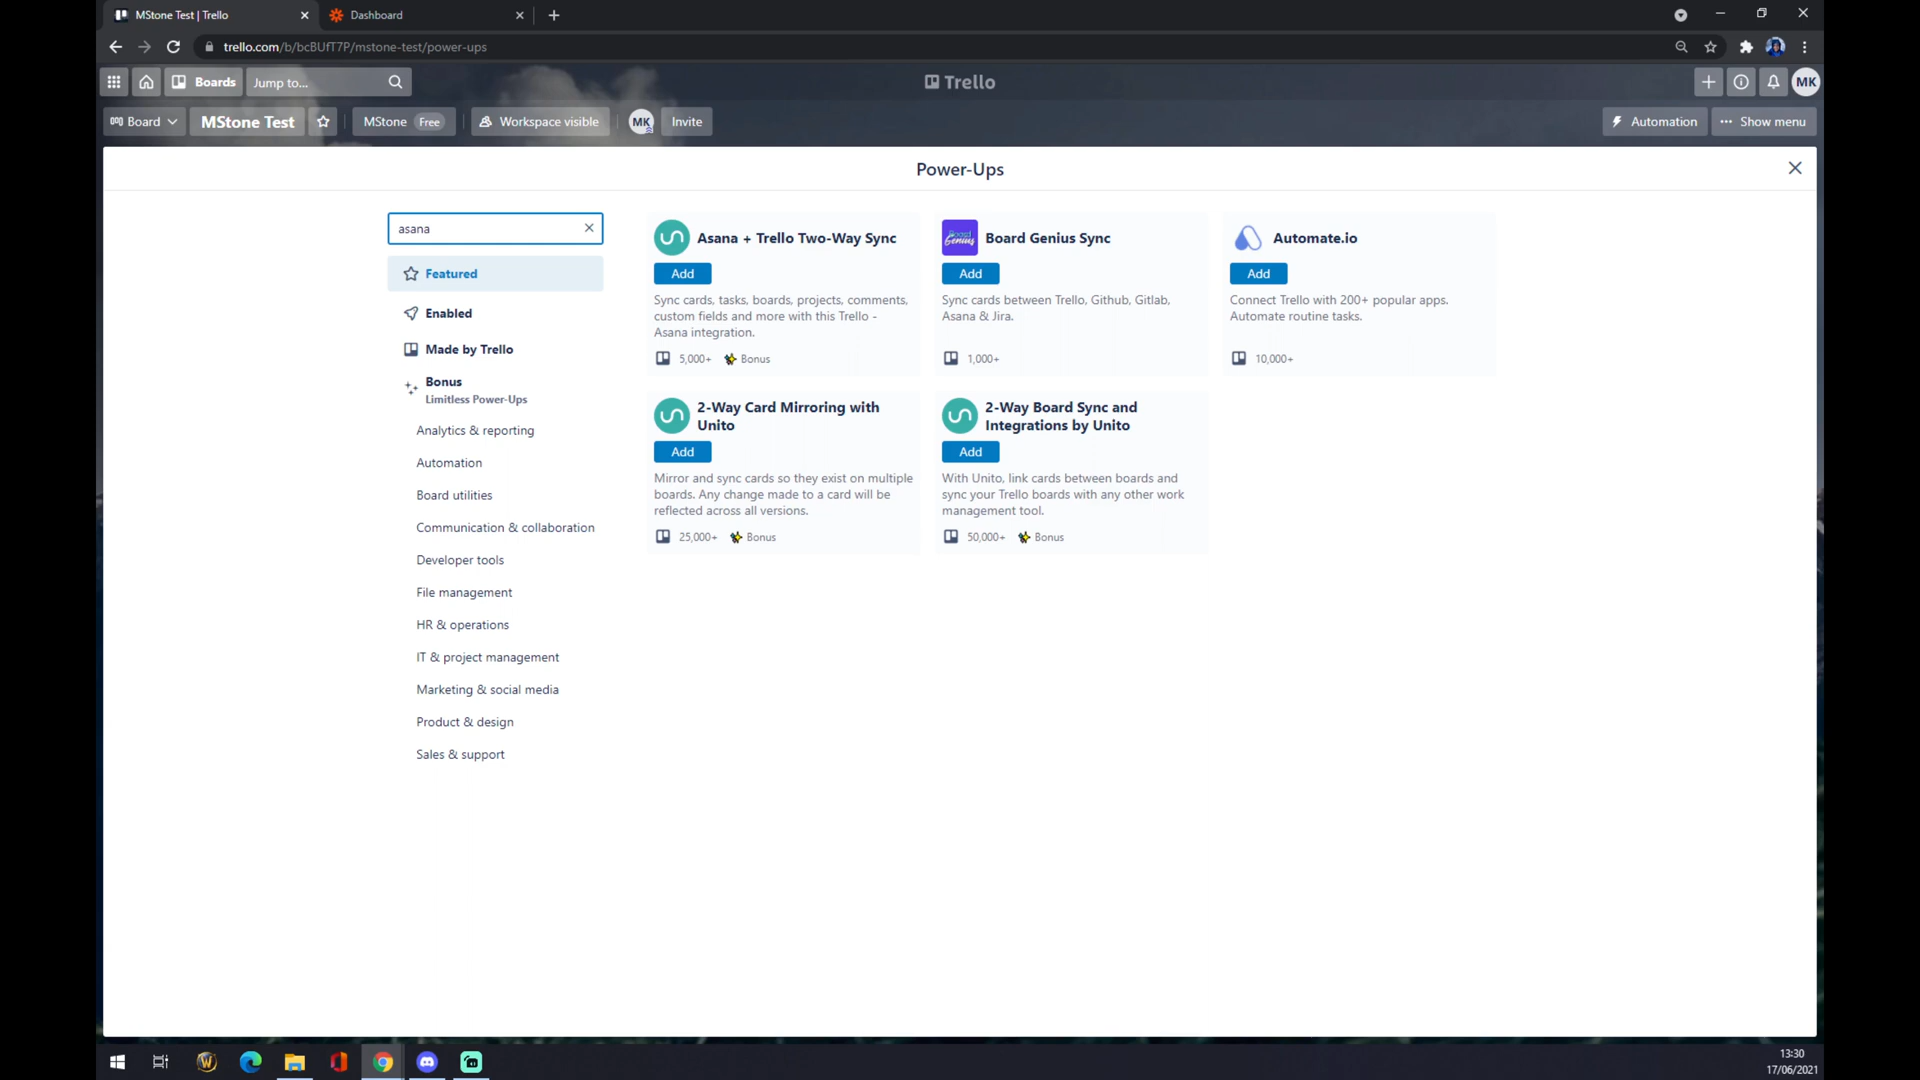 MStone Test | Trello
Dashboard
trello.com/b/bcBUfT7P/mstone-test/power-ups
Boards
Jump to...
Trello
MK
Board
MStone Test
MStone Free
Workspace visible
MK
Invite
Automation
Show menu
Power-Ups
asana
Featured
Enabled
Made by Trello
Bonus
Limitless Power-Ups
Analytics & reporting
Automation
Board utilities
Communication & collaboration
Developer tools
File management
HR & operations
IT & project management
Marketing & social media
Product & design
Sales & support
Asana + Trello Two-Way Sync
Add
Sync cards, tasks, boards, projects, comments,
custom fields and more with this Trello -
Asana integration.
5,000+ Bonus
Board Genius
Board Genius Sync
Add
Sync cards between Trello, Github, Gitlab,
Asana & Jira.
1,000+
Automate.io
Add
Connect Trello with 200+ popular apps.
Automate routine tasks.
10,000+
2-Way Card Mirroring with
Unito
Add
Mirror and sync cards so they exist on multiple
boards. Any change made to a card will be
reflected across all versions.
25,000+ Bonus
2-Way Board Sync and
Integrations by Unito
Add
With Unito, link cards between boards and
sync your Trello boards with any other work
management tool.
50,000+ Bonus
13:30
17/06/2021